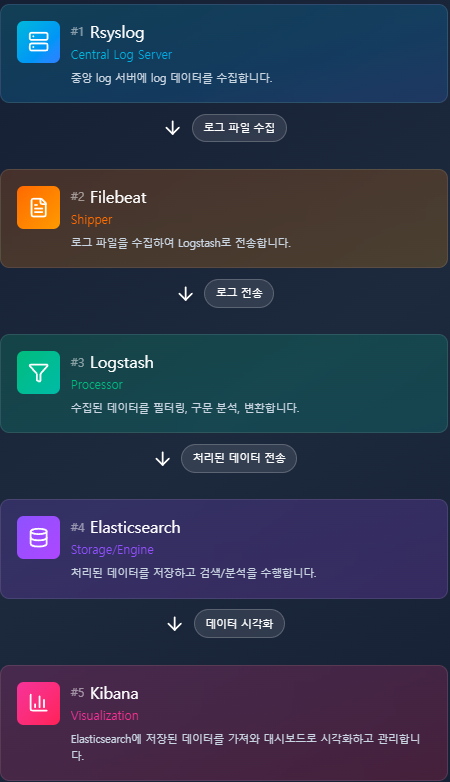 #1 Rsyslog
Central Log Server
중앙 log 서버에 log 데이터를 수집합니다.
로그 파일 수집
#2 Filebeat
Shipper
로그 파일을 수집하여 Logstash로 전송합니다.
로그 전송
#3 Logstash
Processor
수집된 데이터를 필터링, 구문 분석, 변환합니다.
처리된 데이터 전송
#4 Elasticsearch
Storage/Engine
처리된 데이터를 저장하고 검색/분석을 수행합니다.
데이터 시각화
#5 Kibana
Visualization
Elasticsearch에 저장된 데이터를 가져와 대시보드로 시각화하고 관리합니
다.